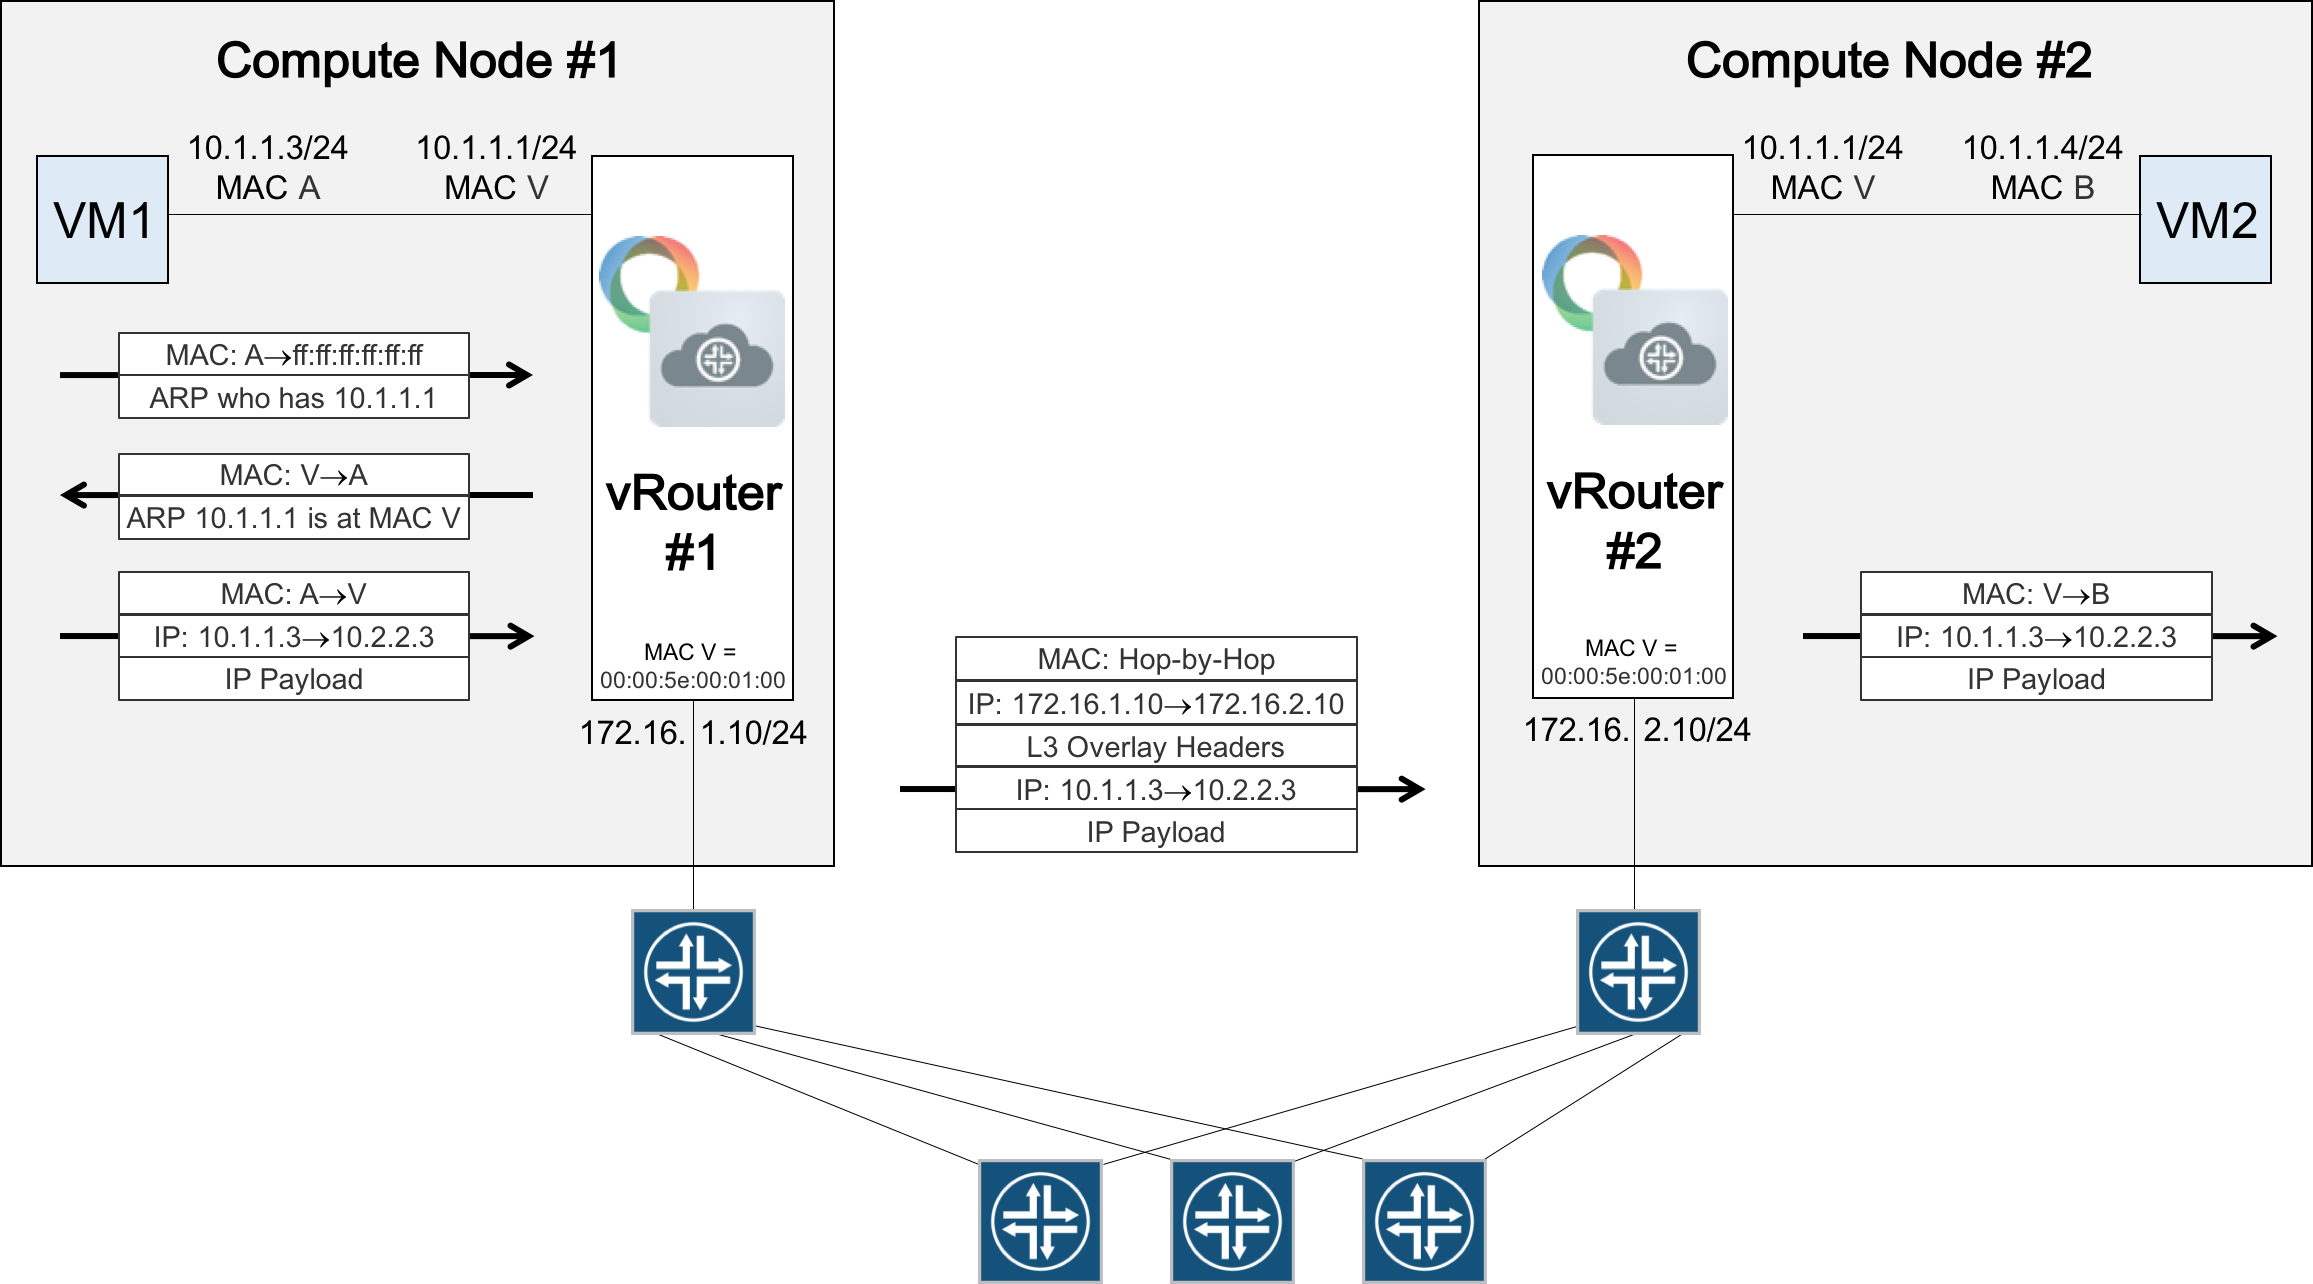 Compute Node #1
10.1.1.3/24
MAC A
10.1.1.1/24
MAC V
VM1
MAC: A→ff:ff:ff:ff:ff:ff
ARP who has 10.1.1.1
MAC: V→A
ARP 10.1.1.1 is at MAC V
MAC: A→V
IP: 10.1.1.3→10.2.2.3
IP Payload
vRouter
#1
MAC V =
00:00:5e:00:01:00
172.16. 1.10/24
MAC: Hop-by-Hop
IP: 172.16.1.10→172.16.2.10
L3 Overlay Headers
IP: 10.1.1.3→10.2.2.3
IP Payload
Compute Node #2
10.1.1.1/24
MAC V
10.1.1.4/24
MAC B
VM2
vRouter
#2
MAC V =
00:00:5e:00:01:00
172.16. 2.10/24
MAC: V→B
IP: 10.1.1.3→10.2.2.3
IP Payload